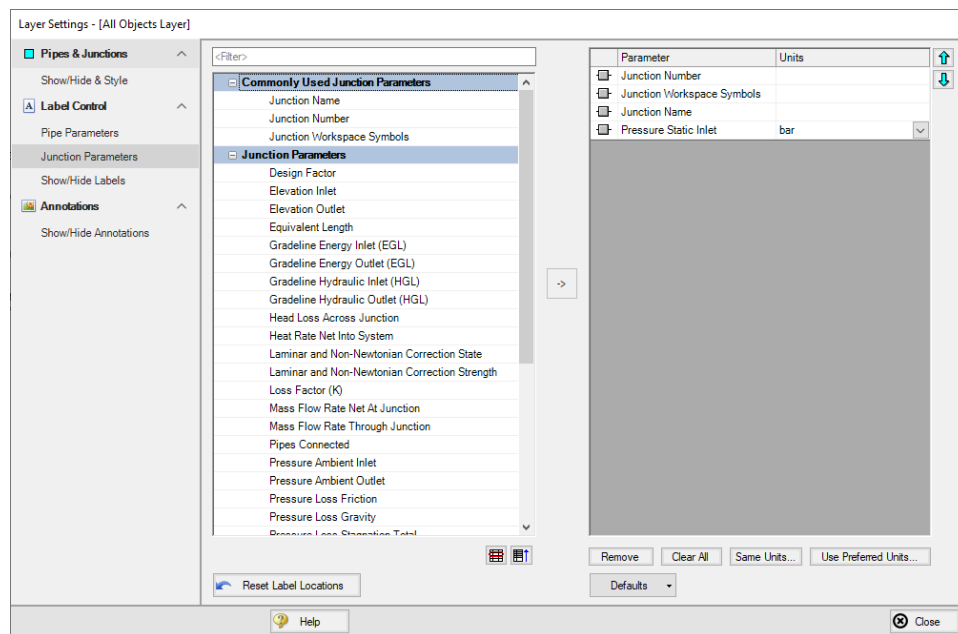 Layer Settings - [All Objects Layer]
Pipes & Junctions
Show/Hide & Style
A Label Control
Pipe Parameters
Junction Parameters
Show/Hide Labels
Annotations
Show/Hide Annotations
<Filter>
Commonly Used Junction Parameters
Junction Name
Junction Number
Junction Workspace Symbols
Junction Parameters
Design Factor
Elevation Inlet
Elevation Outlet
Equivalent Length
Gradeline Energy Inlet (EGL)
Gradeline Energy Outlet (EGL)
Gradeline Hydraulic Inlet (HGL)
Gradeline Hydraulic Outlet (HGL)
Head Loss Across Junction
Heat Rate Net Into System
Laminar and Non-Newtonian Correction State
Laminar and Non-Newtonian Correction Strength
Loss Factor (K)
Mass Flow Rate Net At Junction
Mass Flow Rate Through Junction
Pipes Connected
Pressure Ambient Inlet
Pressure Ambient Outlet
Pressure Loss Friction
Pressure Loss Gravity
Pressure Loss Stagnation Total
Reset Label Locations
->
Parameter Units
Junction Number
Junction Workspace Symbols
Junction Name
Pressure Static Inlet bar
Remove Clear All Same Units... Use Preferred Units...
Defaults
Help
Close